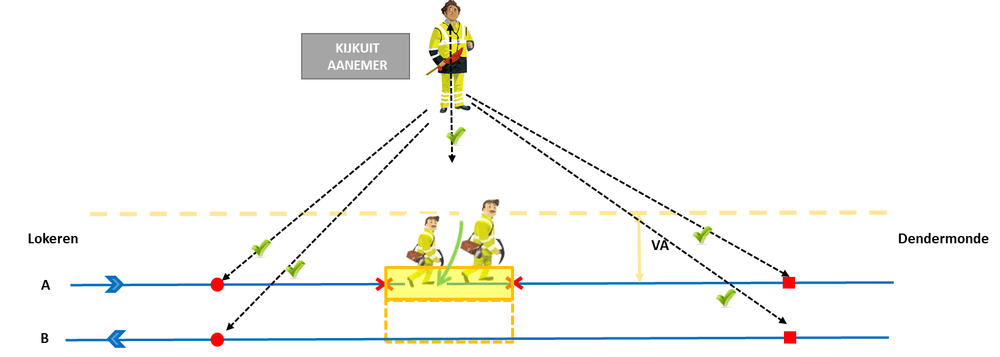 KIJKUIT
AANEMER
Lokeren
Dendermonde
VA
A
B